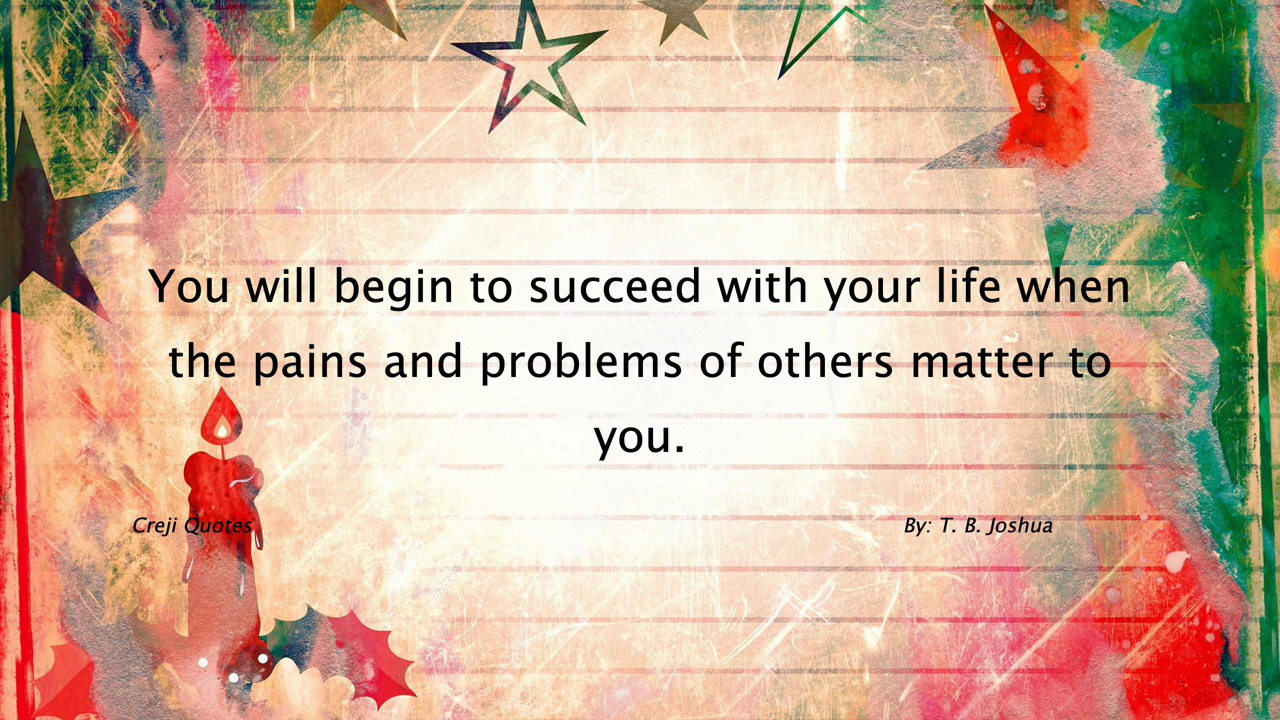 You will begin to succeed with your life when
the pains and problems of others matter to
you.
Creji Quotes
By: T. B. Joshua